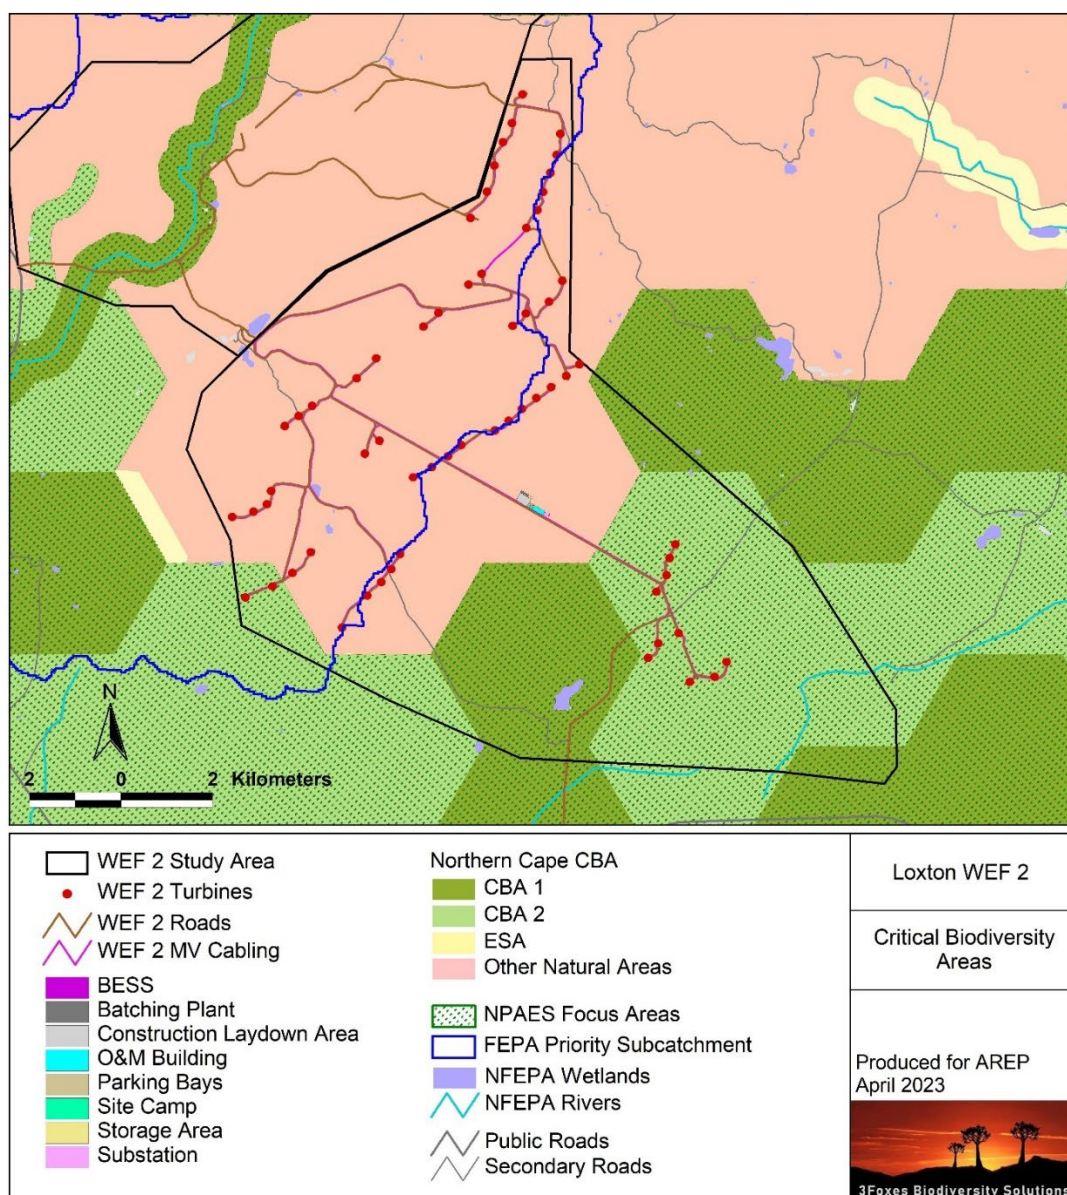 N
2 0 2 Kilometers
WEF 2 Study Area
WEF 2 Turbines
WEF 2 Roads
WEF 2 MV Cabling
BESS
Batching Plant
Construction Laydown Area
O&M Building
Parking Bays
Site Camp
Storage Area
Substation
Northern Cape CBA
CBA 1
CBA 2
ESA
Other Natural Areas
NPAES Focus Areas
FEPA Priority Subcatchment
NFEPA Wetlands
NFEPA Rivers
Public Roads
Secondary Roads
Loxton WEF 2
Critical Biodiversity
Areas
Produced for AREP
April 2023
3Foxes Biodiversity Solutions